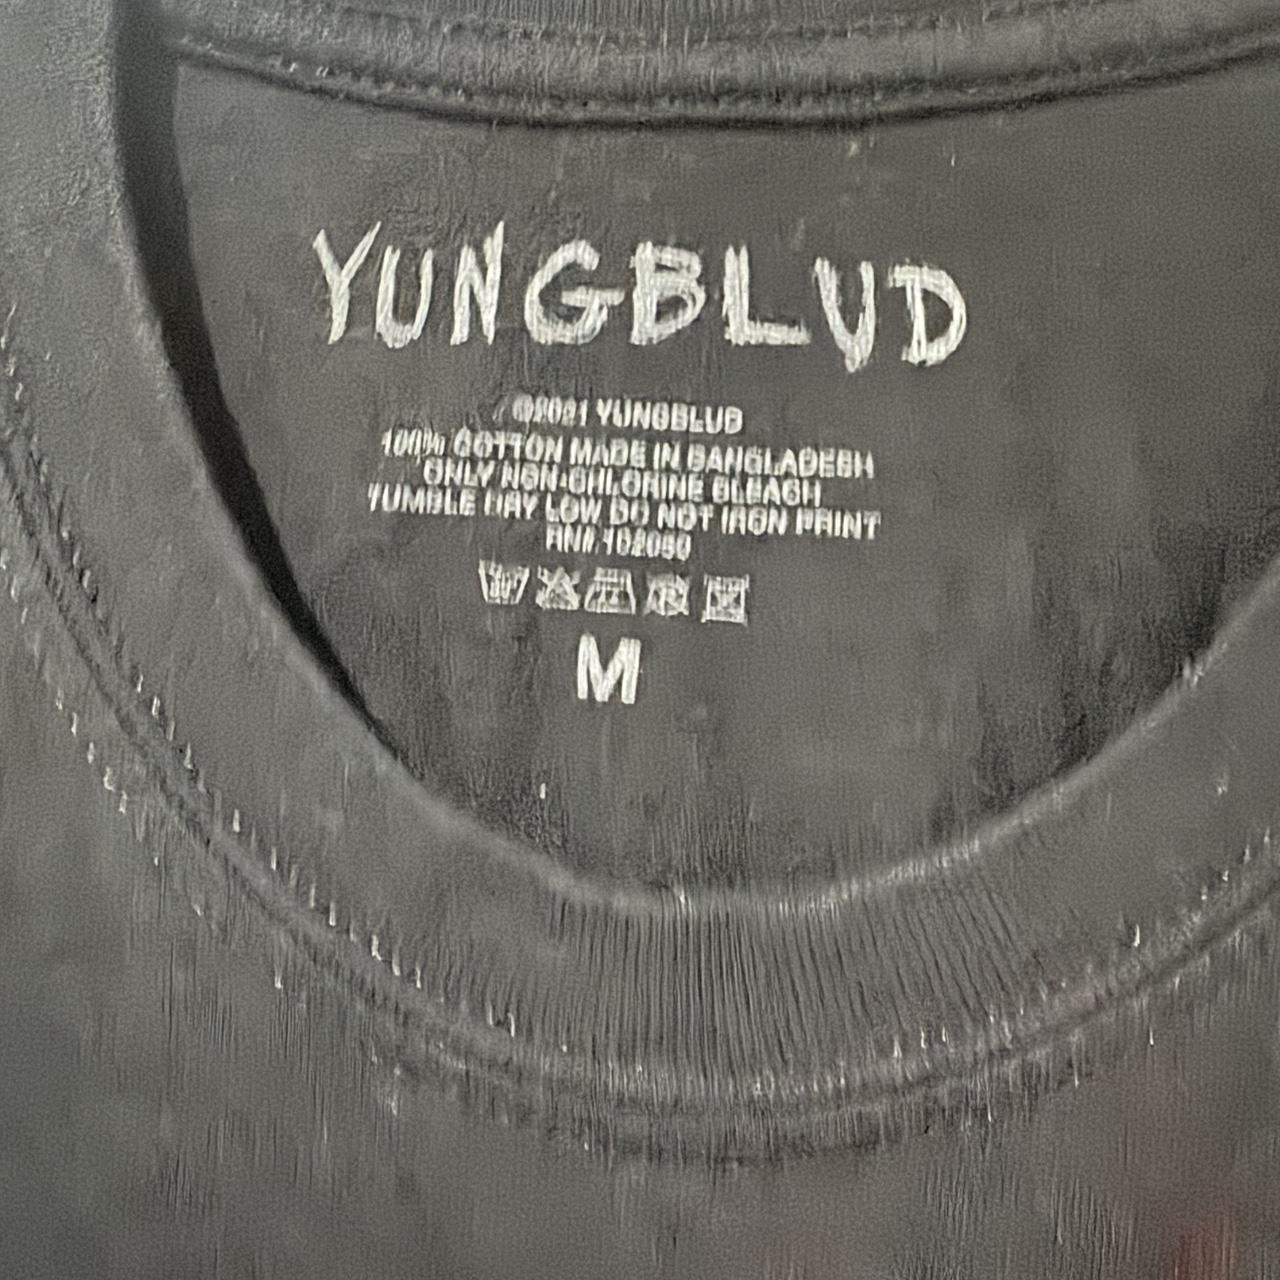 YUNGBLUD
©2021 YUNGBLUD
100% COTTON MADE IN BANGLADESH
ONLY NON-CHLORINE BLEACH
TUMBLE DRY LOW DO NOT IRON PRINT
RN#
M